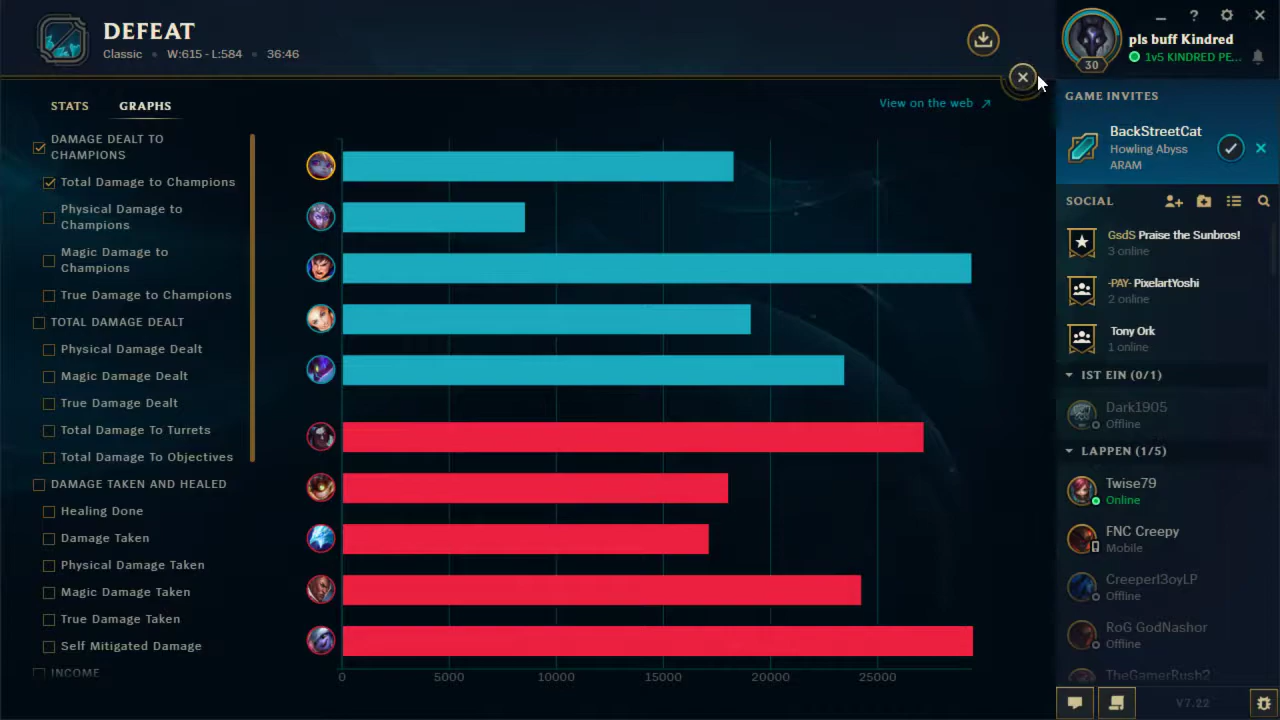 DEFEAT
Classic • W:615 - L:584 • 36:46
STATS
GRAPHS
View on the web
DAMAGE DEALT TO
CHAMPIONS
Total Damage to Champions
Physical Damage to
Champions
Magic Damage to
Champions
True Damage to Champions
TOTAL DAMAGE DEALT
Physical Damage Dealt
Magic Damage Dealt
True Damage Dealt
Total Damage To Turrets
Total Damage To Objectives
DAMAGE TAKEN AND HEALED
Healing Done
Damage Taken
Physical Damage Taken
Magic Damage Taken
True Damage Taken
Self Mitigated Damage
INCOME
0
5000
10000
15000
20000
25000
30
pls buff Kindred
1v5 KINDRED PE...
GAME INVITES
BackStreetCat
Howling Abyss
ARAM
SOCIAL
GsdS Praise the Sunbros!
3 online
-PAY- PixelartYoshi
2 online
Tony Ork
1 online
IST EIN (0/1)
Dark1905
Offline
LAPPEN (1/5)
Twise79
Online
FNC Creepy
Mobile
CreeperI3oyLP
Offline
RoG GodNashor
Offline
TheGamerRush2
V7.22